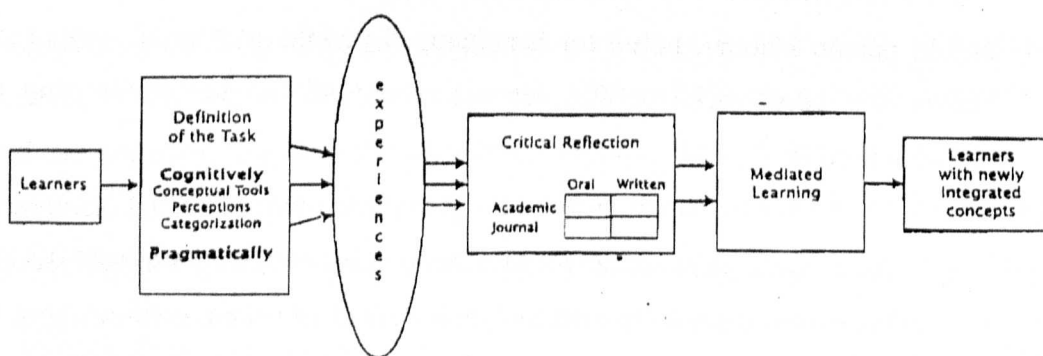 Learners
Definition
of the Task
Cognitively
Conceptual Tools
Perceptions
Categorization
Pragmatically
experiences
Critical Reflection
Oral Written
Academic
Journal
Mediated
Learning
Learners
with newly
integrated
concepts